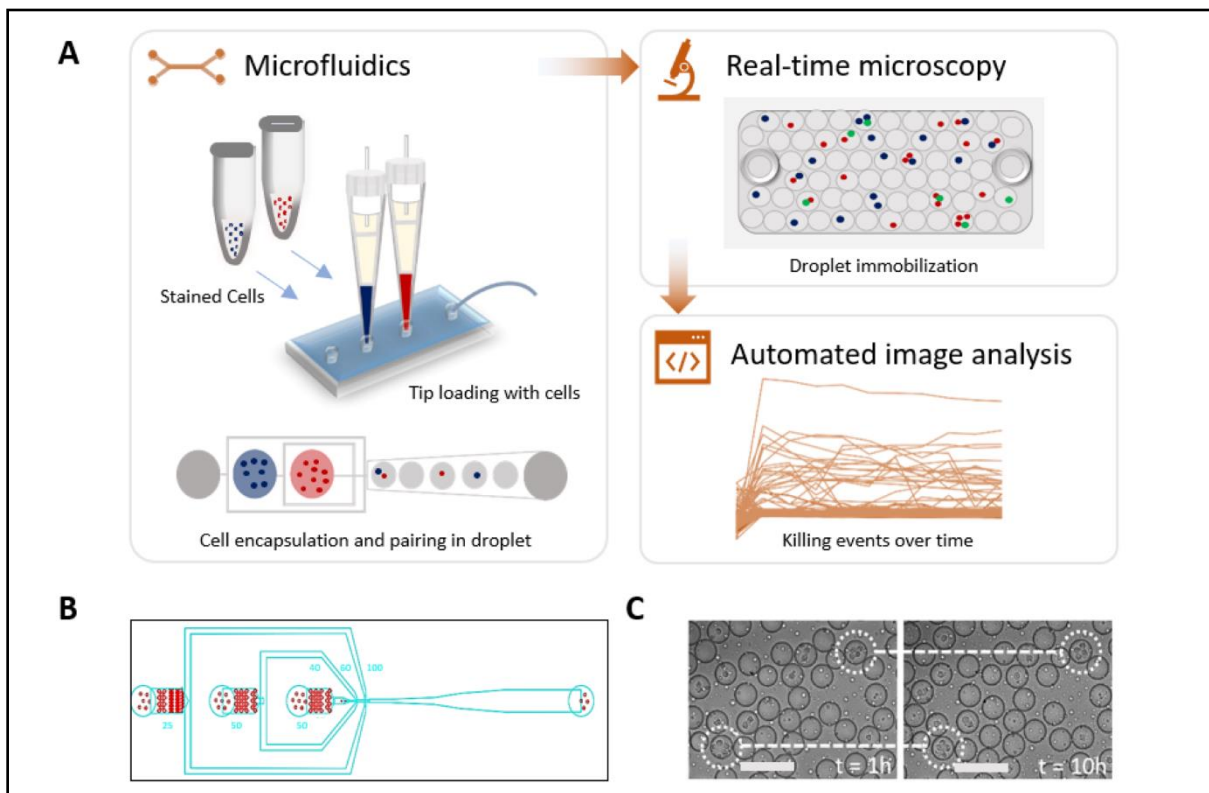 A
Microfluidics
Stained Cells
Tip loading with cells
Cell encapsulation and pairing in droplet
Real-time microscopy
Droplet immobilization
</>
Automated image analysis
Killing events over time
B
40 60 100
25
50
50
C
t = 1h
t = 10h